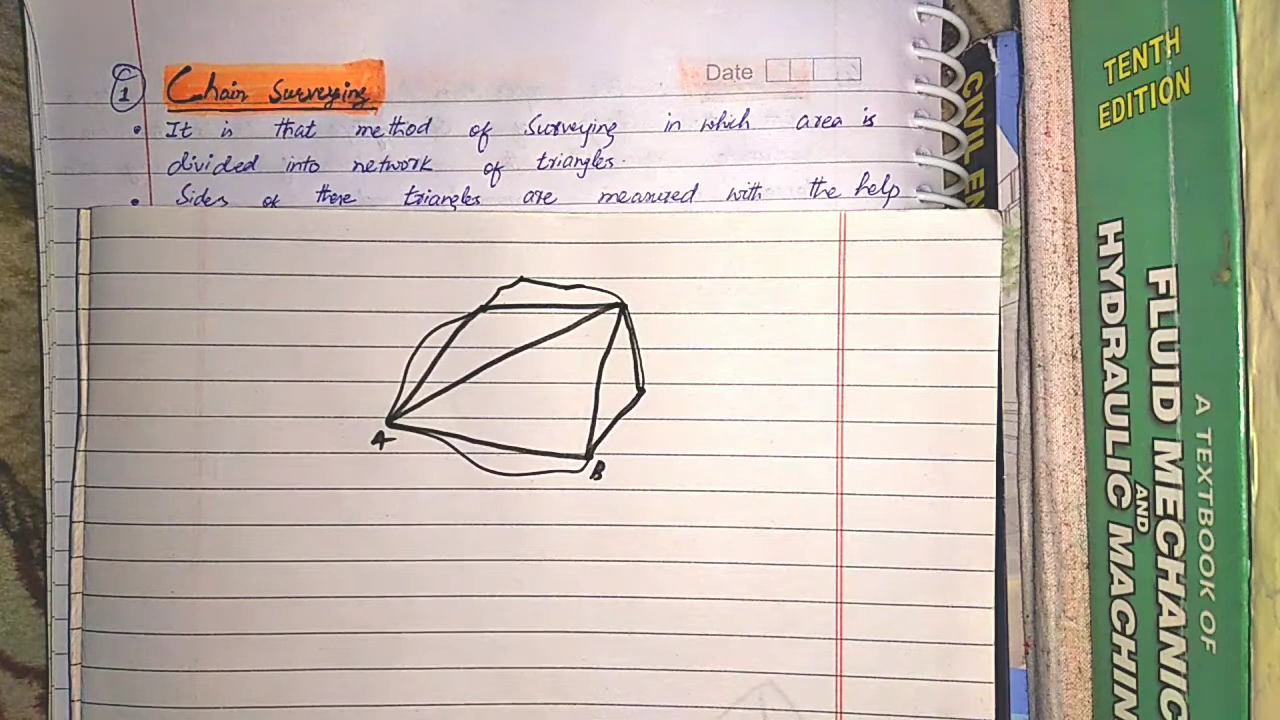 1 Chain Surveying
Date
• It is that method of Surveying in which area is
divided into network of triangles.
• Sides of these triangles are measured with the help
A
B
CIVIL EN
TENTH
EDITION
A TEXTBOOK OF
FLUID MECHANIC
AND
HYDRAULIC MACHIN